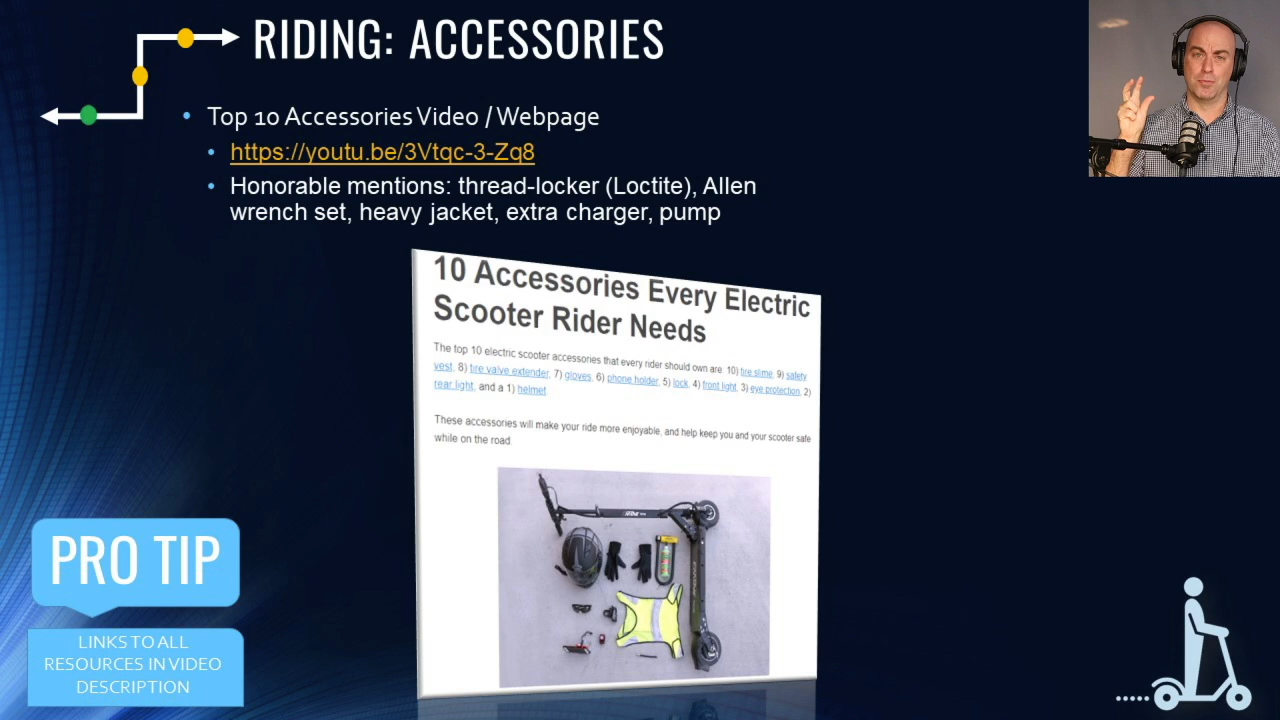 RIDING: ACCESSORIES
Top 10 Accessories Video / Webpage
https://youtu.be/3Vtqc-3-Zq8
Honorable mentions: thread-locker (Loctite), Allen
wrench set, heavy jacket, extra charger, pump
10 Accessories Every Electric
Scooter Rider Needs
The top 10 electric scooter accessories that every rider should own are: 10) tire slime, 9) safety
vest, 8) tire valve extender, 7) gloves, 6) phone holder, 5) lock, 4) front light, 3) eye protection, 2)
rear light, and a 1) helmet
These accessories will make your ride more enjoyable, and help keep you and your scooter safe
while on the road.
PRO TIP
LINKS TO ALL
RESOURCES IN VIDEO
DESCRIPTION